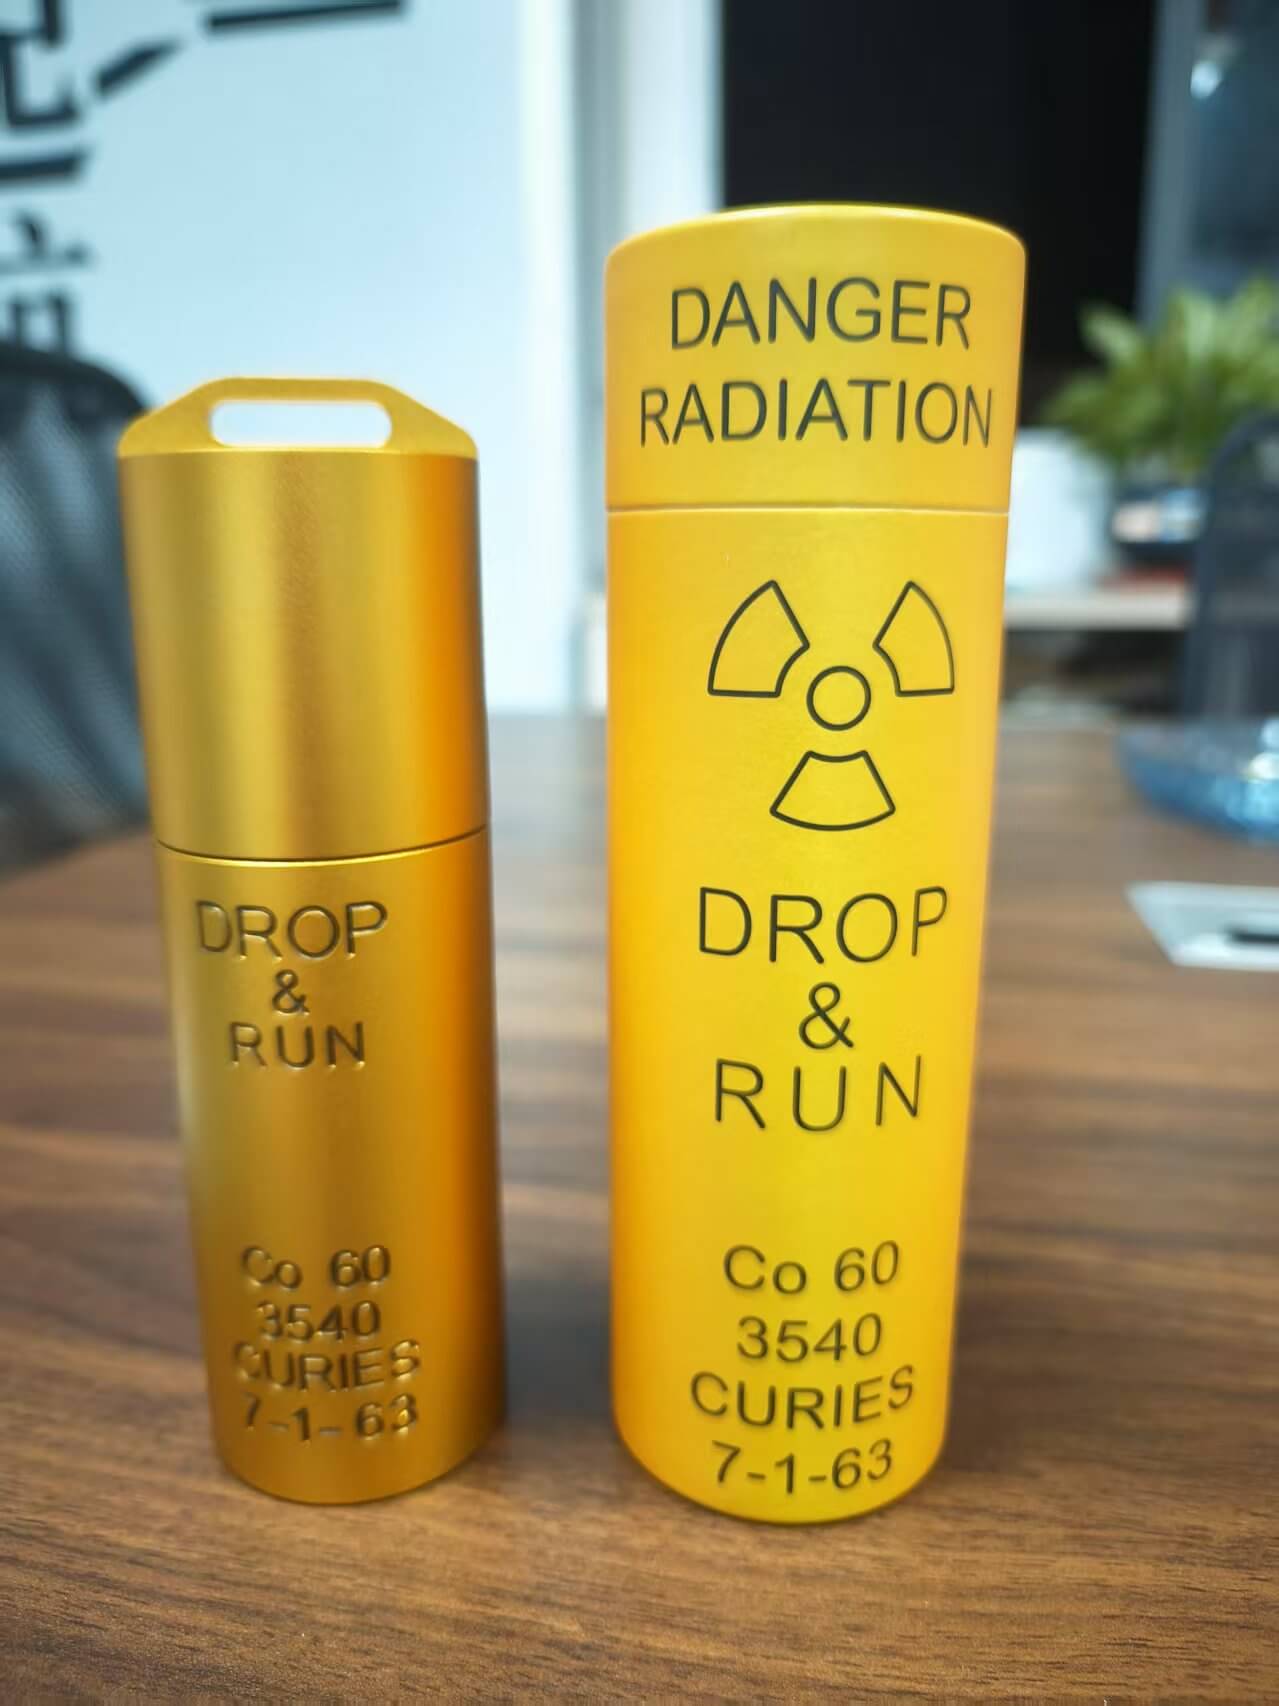 DROP
&
RUN
Co 60
3540
CURIES
7-1-63
DANGER
RADIATION
DROP
&
RUN
Co 60
3540
CURIES
7-1-63